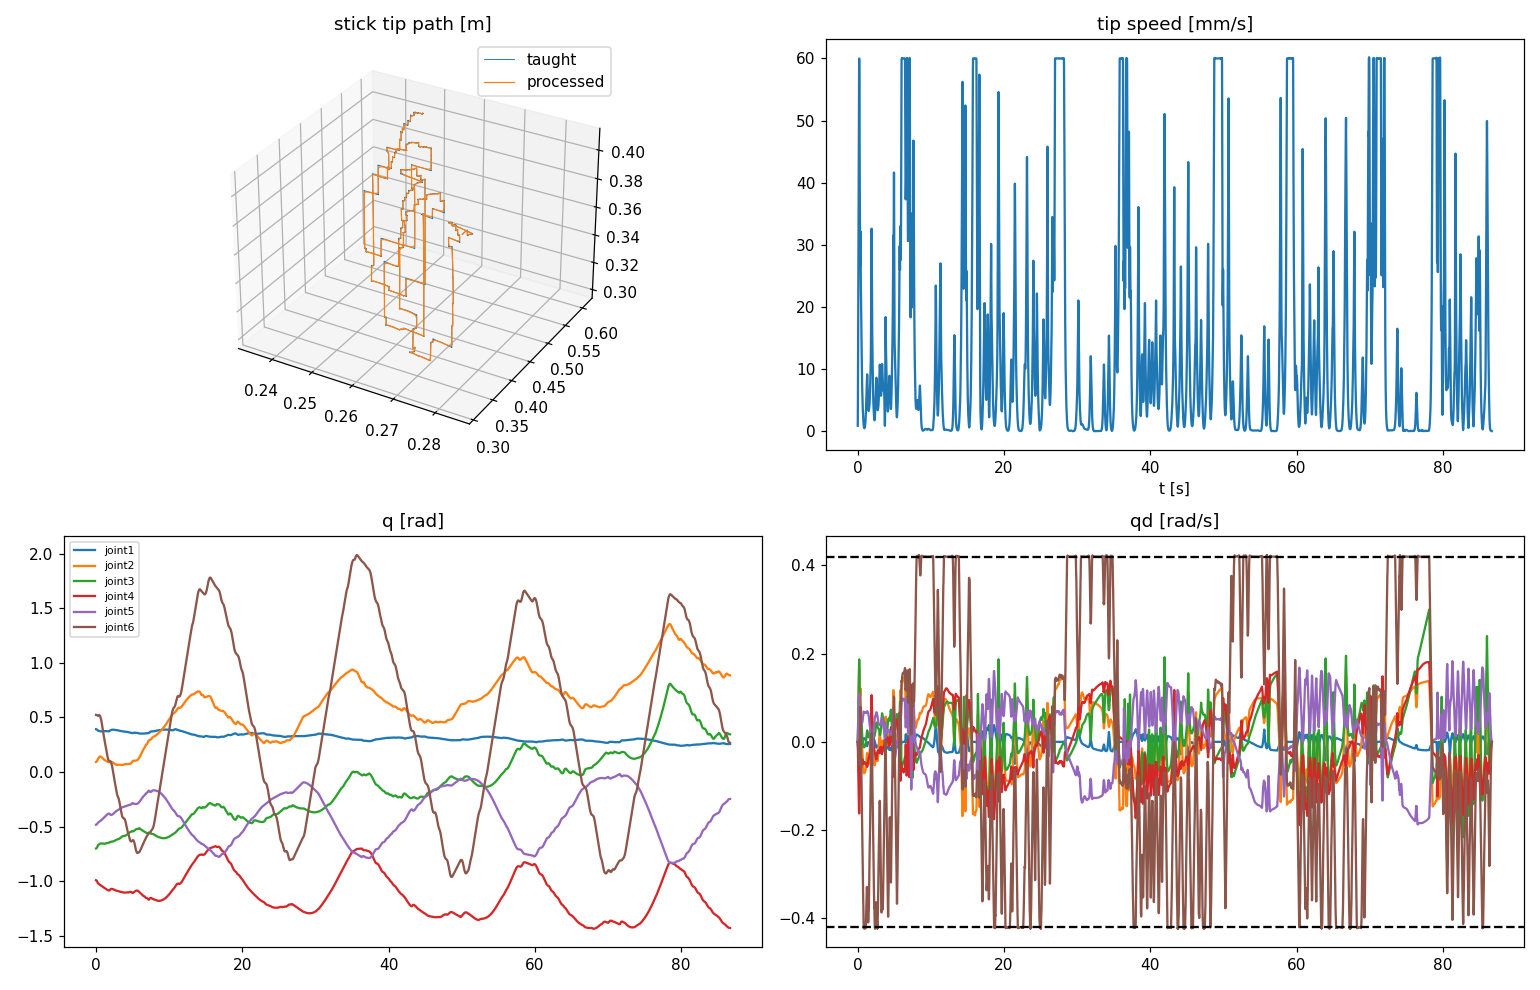 stick tip path [m]
taught
processed
0.40
0.38
0.36
0.34
0.32
0.30
0.24
0.25
0.26
0.27
0.28
0.30
0.35
0.40
0.45
0.50
0.55
0.60
tip speed [mm/s]
60
50
40
30
20
10
0
0 20 40 60 80
t [s]
q [rad]
joint1
joint2
joint3
joint4
joint5
joint6
2.0
1.5
1.0
0.5
0.0
−0.5
−1.0
−1.5
0 20 40 60 80
qd [rad/s]
0.4
0.2
0.0
−0.2
−0.4
0 20 40 60 80